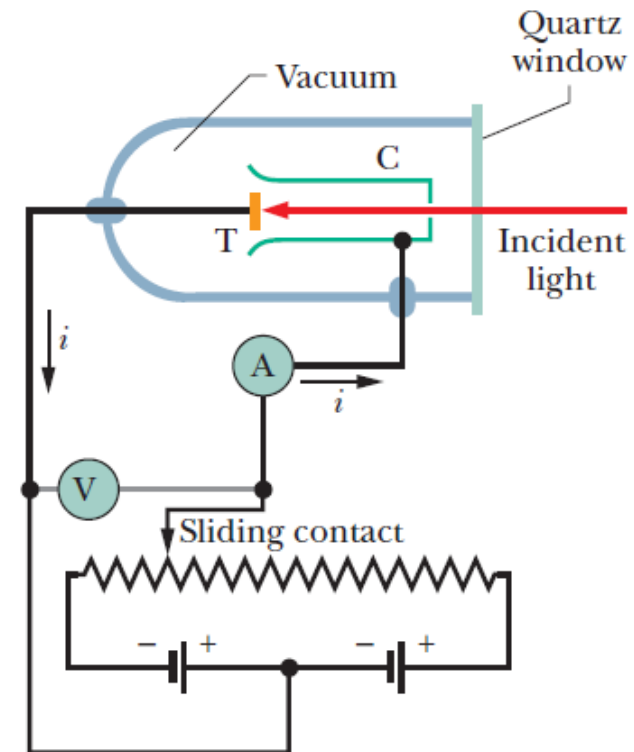 Quartz
window
Vacuum
C
T
Incident
light
i
A
i
V
Sliding contact
− + − +